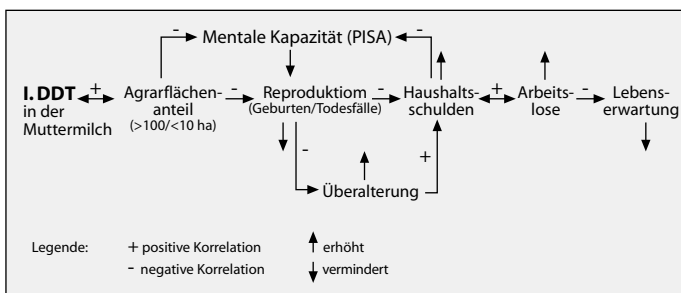 Mentale Kapazität (PISA)
I. DDT
in der
Muttermilch
+
Agrarflächen-
anteil
(>100/<10 ha)
-
-
Reproduktiom
(Geburten/Todesfälle)
-
-
Haushalts-
schulden
-
+
+
Arbeits-
lose
-
Lebens-
erwartung
Überalterung
Legende:
+ positive Korrelation
erhöht
- negative Korrelation
vermindert